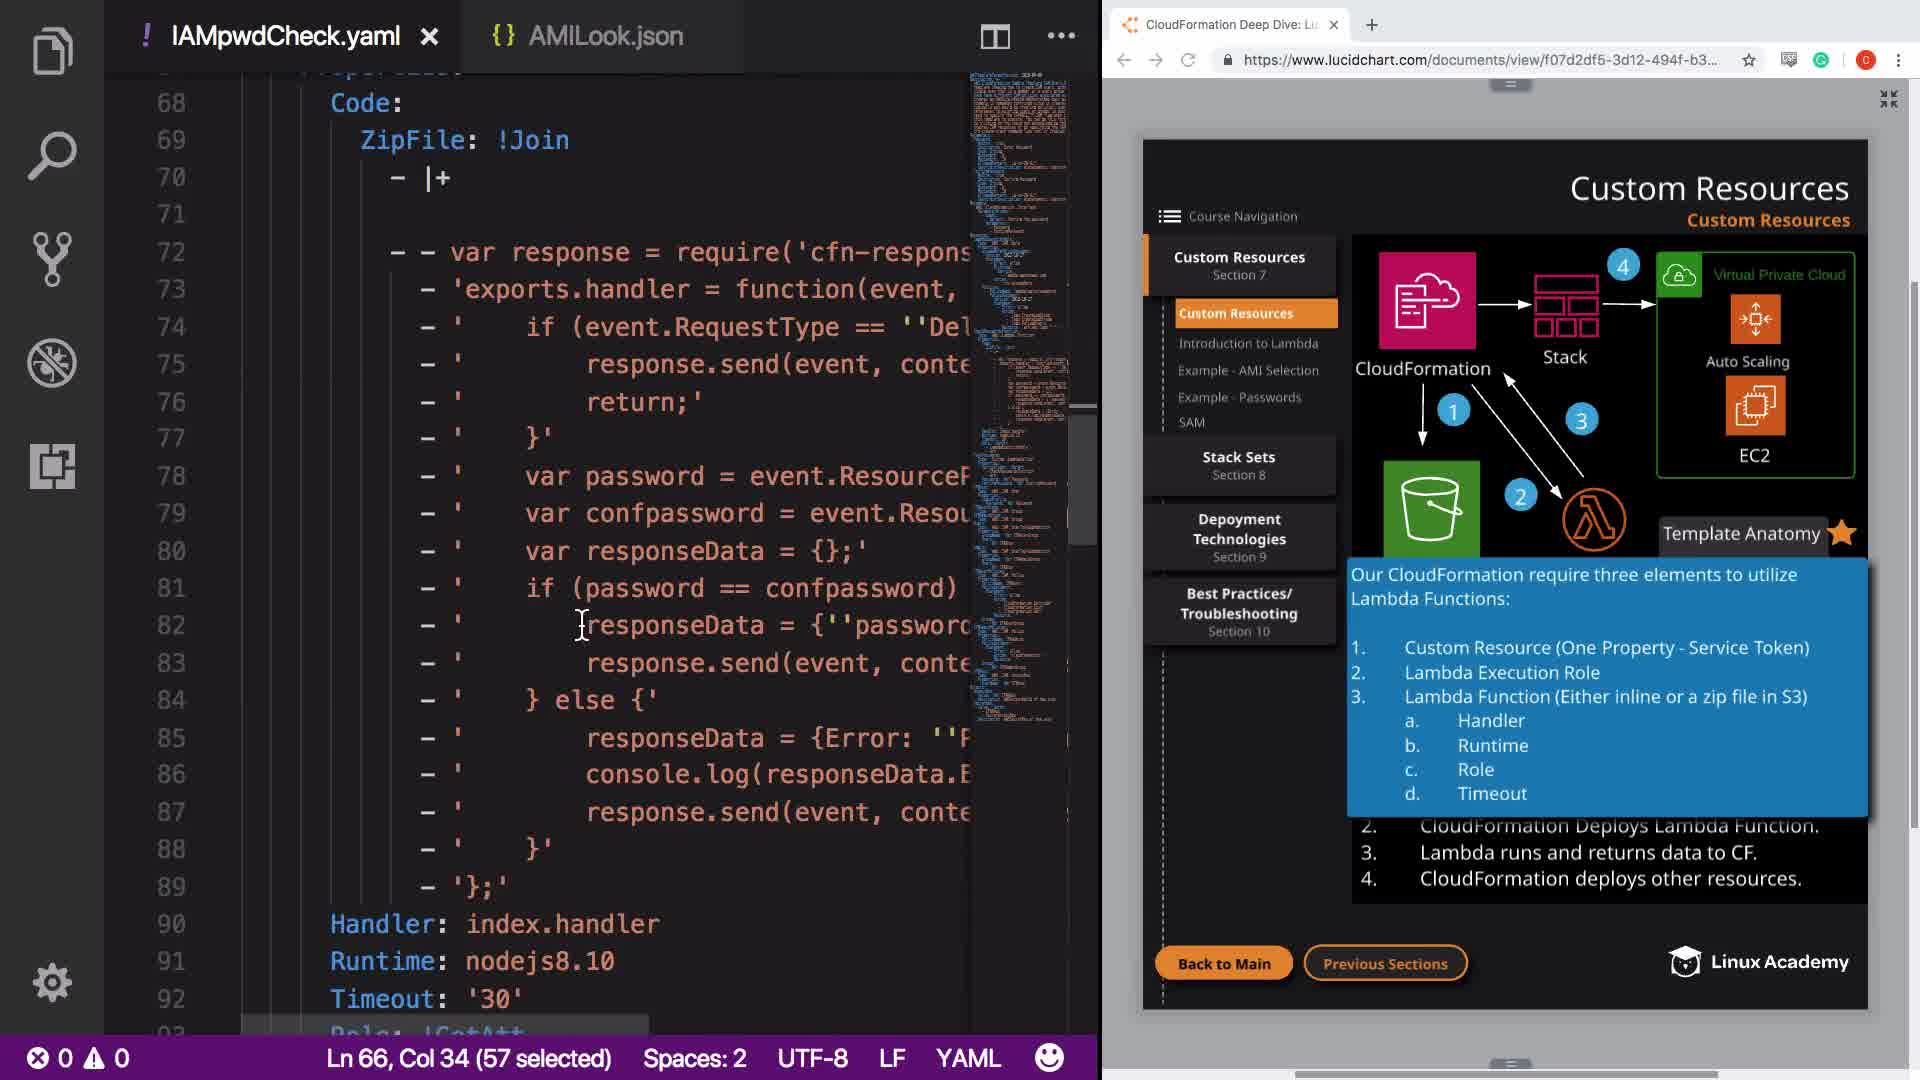 IAMpwdCheck.yaml
AMILook.json
68 Code:
69 ZipFile: !Join
70 - |+
71
72 - - var response = require('cfn-respons
73 - 'exports.handler = function(event,
74 - '    if (event.RequestType == ''Del
75 - '        response.send(event, conte
76 - '        return;'
77 - '    }'
78 - '    var password = event.ResourceP
79 - '    var confpassword = event.Resou
80 - '    var responseData = {};'
81 - '    if (password == confpassword)
82 - '        responseData = {''password
83 - '        response.send(event, conte
84 - '    } else {'
85 - '        responseData = {Error: ''P
86 - '        console.log(responseData.E
87 - '        response.send(event, conte
88 - '    }'
89 - '};'
90 Handler: index.handler
91 Runtime: nodejs8.10
92 Timeout: '30'
93 Role: !GetAtt
0 0
Ln 66, Col 34 (57 selected)
Spaces: 2
UTF-8
LF
YAML
CloudFormation Deep Dive: Lu
https://www.lucidchart.com/documents/view/f07d2df5-3d12-494f-b3...
C
Custom Resources
Custom Resources
Course Navigation
Custom Resources
Section 7
Custom Resources
Introduction to Lambda
Example - AMI Selection
Example - Passwords
SAM
Stack Sets
Section 8
Depoyment
Technologies
Section 9
Best Practices/
Troubleshooting
Section 10
CloudFormation
Stack
4
Virtual Private Cloud
Auto Scaling
EC2
1
3
2
Template Anatomy
Our CloudFormation require three elements to utilize
Lambda Functions:
1. Custom Resource (One Property - Service Token)
2. Lambda Execution Role
3. Lambda Function (Either inline or a zip file in S3)
a. Handler
b. Runtime
c. Role
d. Timeout
2. CloudFormation Deploys Lambda Function.
3. Lambda runs and returns data to CF.
4. CloudFormation deploys other resources.
Back to Main
Previous Sections
Linux Academy